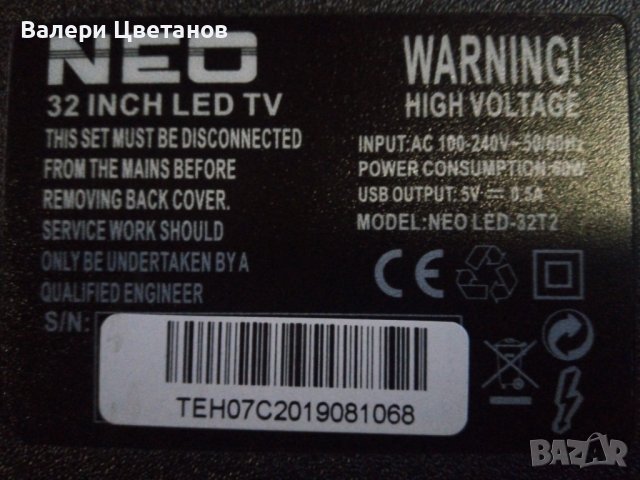 Валери Цветанов
NEO
32 INCH LED TV
THIS SET MUST BE DISCONNECTED
FROM THE MAINS BEFORE
REMOVING BACK COVER.
SERVICE WORK SHOULD
ONLY BE UNDERTAKEN BY A
QUALIFIED ENGINEER
S/N:
TEH07C2019081068
WARNING!
HIGH VOLTAGE
INPUT:AC 100-240V~50/60Hz
POWER CONSUMPTION:60W
USB OUTPUT: 5V ⎓ 0.5A
MODEL:NEO LED-32T2
CE
BAZAR